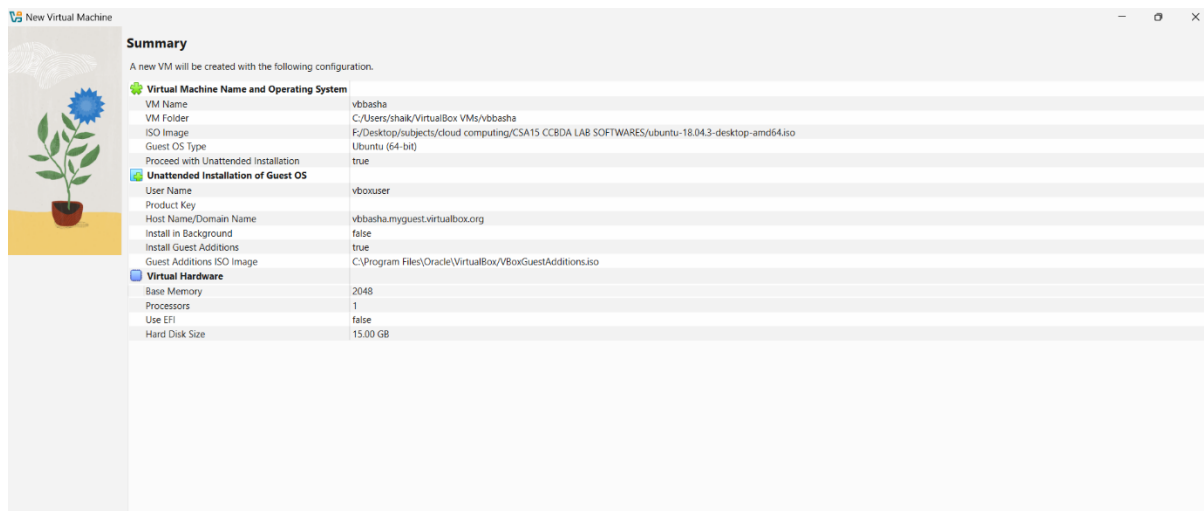 New Virtual Machine
Summary
A new VM will be created with the following configuration.
Virtual Machine Name and Operating System
VM Name vbbasha
VM Folder C:/Users/shaik/VirtualBox VMs/vbbasha
ISO Image F:/Desktop/subjects/cloud computing/CSA15 CCBDA LAB SOFTWARES/ubuntu-18.04.3-desktop-amd64.iso
Guest OS Type Ubuntu (64-bit)
Proceed with Unattended Installation true
Unattended Installation of Guest OS
User Name vboxuser
Product Key
Host Name/Domain Name vbbasha.myguest.virtualbox.org
Install in Background false
Install Guest Additions true
Guest Additions ISO Image C:\Program Files\Oracle\VirtualBox/VBoxGuestAdditions.iso
Virtual Hardware
Base Memory 2048
Processors 1
Use EFI false
Hard Disk Size 15.00 GB